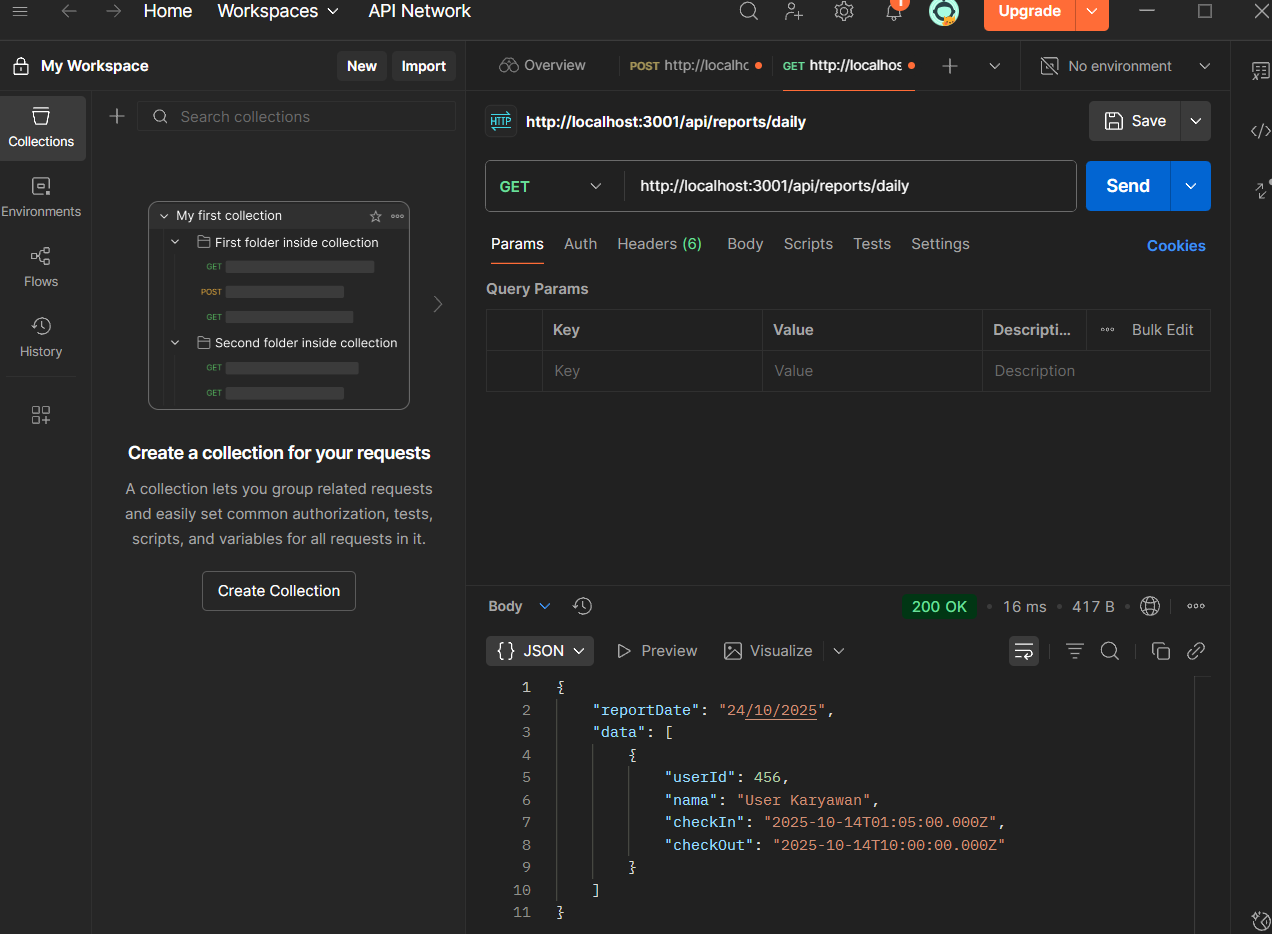 Home Workspaces API Network 1 Upgrade
My Workspace New Import Overview POST http://localhc GET http://localhos No environment
Search collections
Collections
HTTP http://localhost:3001/api/reports/daily Save
GET http://localhost:3001/api/reports/daily Send
Environments
Flows
History
My first collection
First folder inside collection
GET
POST
GET
Second folder inside collection
GET
GET
Create a collection for your requests
A collection lets you group related requests
and easily set common authorization, tests,
scripts, and variables for all requests in it.
Create Collection
Params Auth Headers (6) Body Scripts Tests Settings Cookies
Query Params
Key Value Descripti... Bulk Edit
Key Value Description
Body 200 OK 16 ms 417 B
{} JSON Preview Visualize
1 {
2 "reportDate": "24/10/2025",
3 "data": [
4 {
5 "userId": 456,
6 "nama": "User Karyawan",
7 "checkIn": "2025-10-14T01:05:00.000Z",
8 "checkOut": "2025-10-14T10:00:00.000Z"
9 }
10 ]
11 }